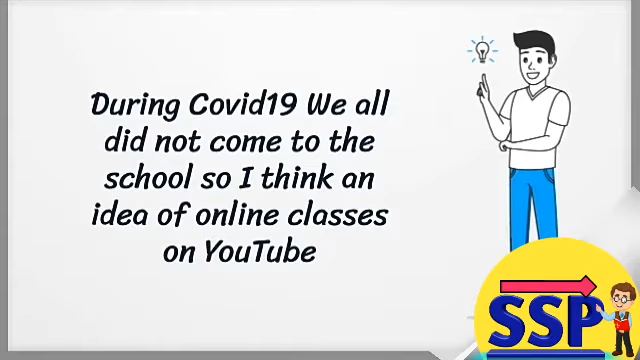 During Covid19 We all
did not come to the
school so I think an
idea of online classes
on YouTube
SSP